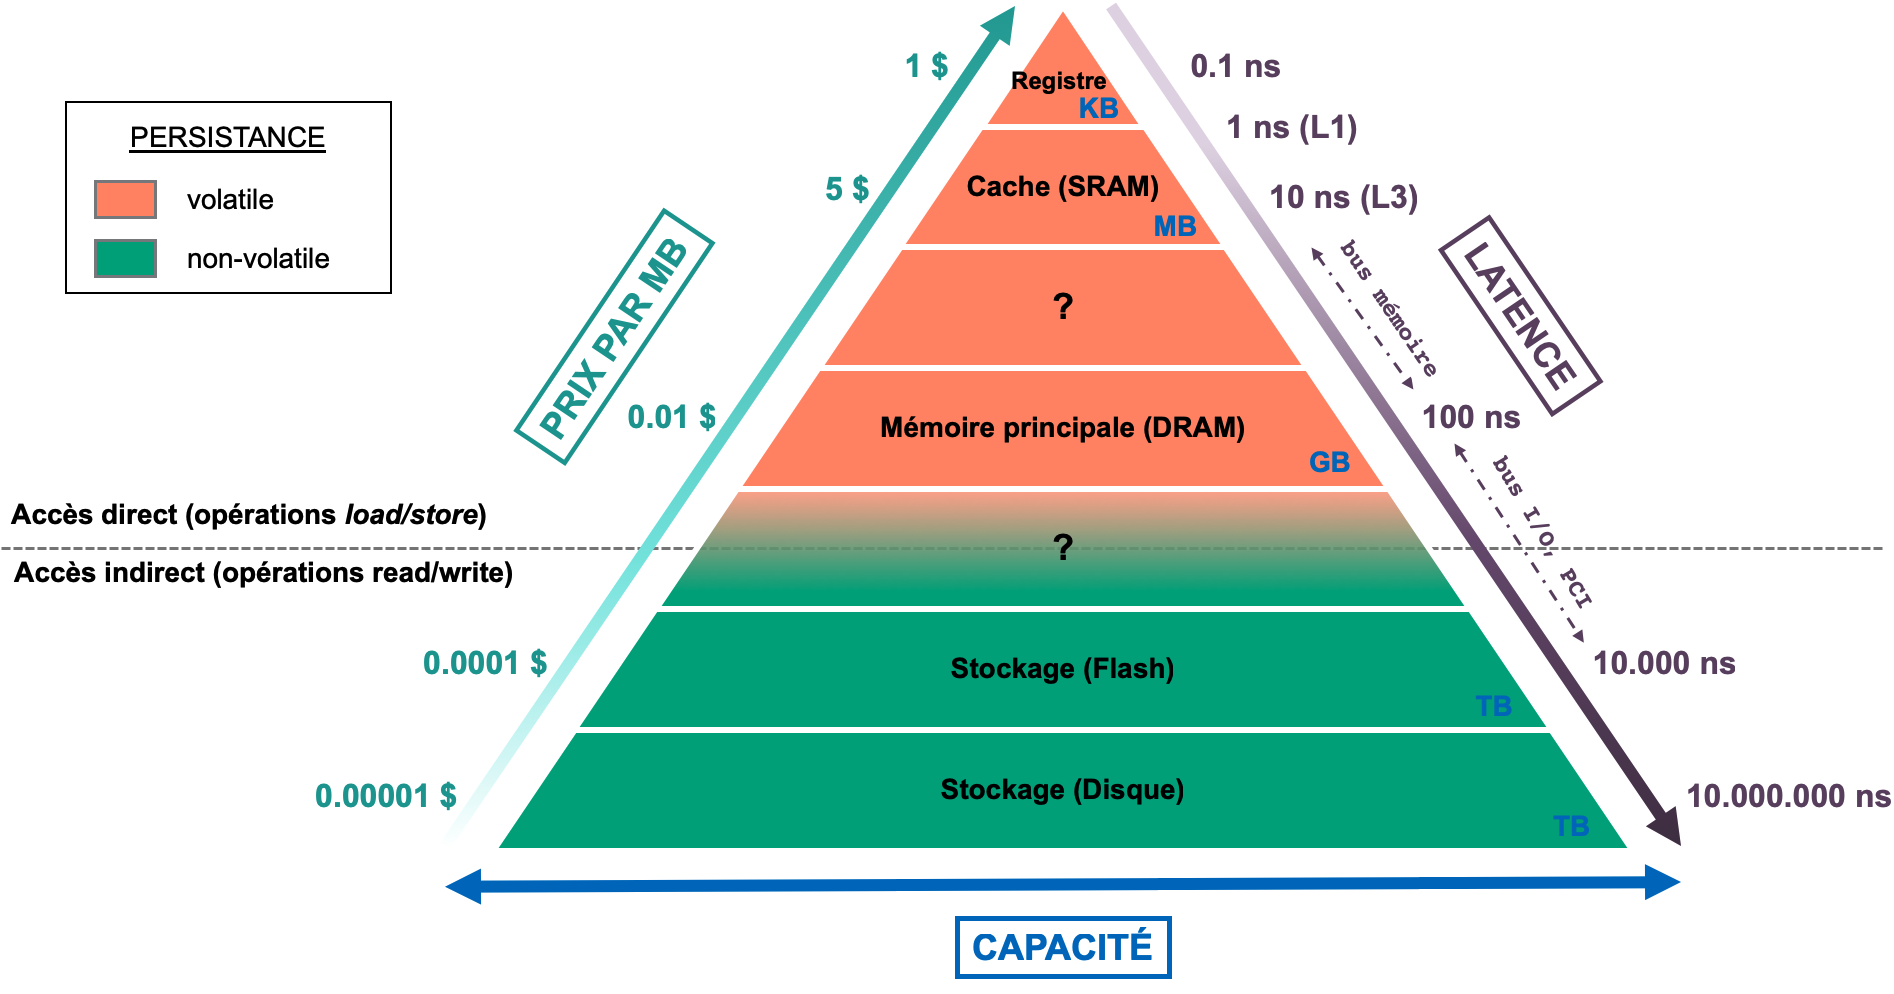 1 $
0.1 ns
Registre
KB
PERSISTANCE
volatile
non-volatile
1 ns (L1)
5 $
Cache (SRAM)
MB
10 ns (L3)
PRIX PAR MB
?
bus mémoire
LATENCE
0.01 $
Mémoire principale (DRAM)
GB
100 ns
Accès direct (opérations load/store)
?
bus I/O, PCI
Accès indirect (opérations read/write)
0.0001 $
Stockage (Flash)
TB
10.000 ns
0.00001 $
Stockage (Disque)
TB
10.000.000 ns
CAPACITÉ